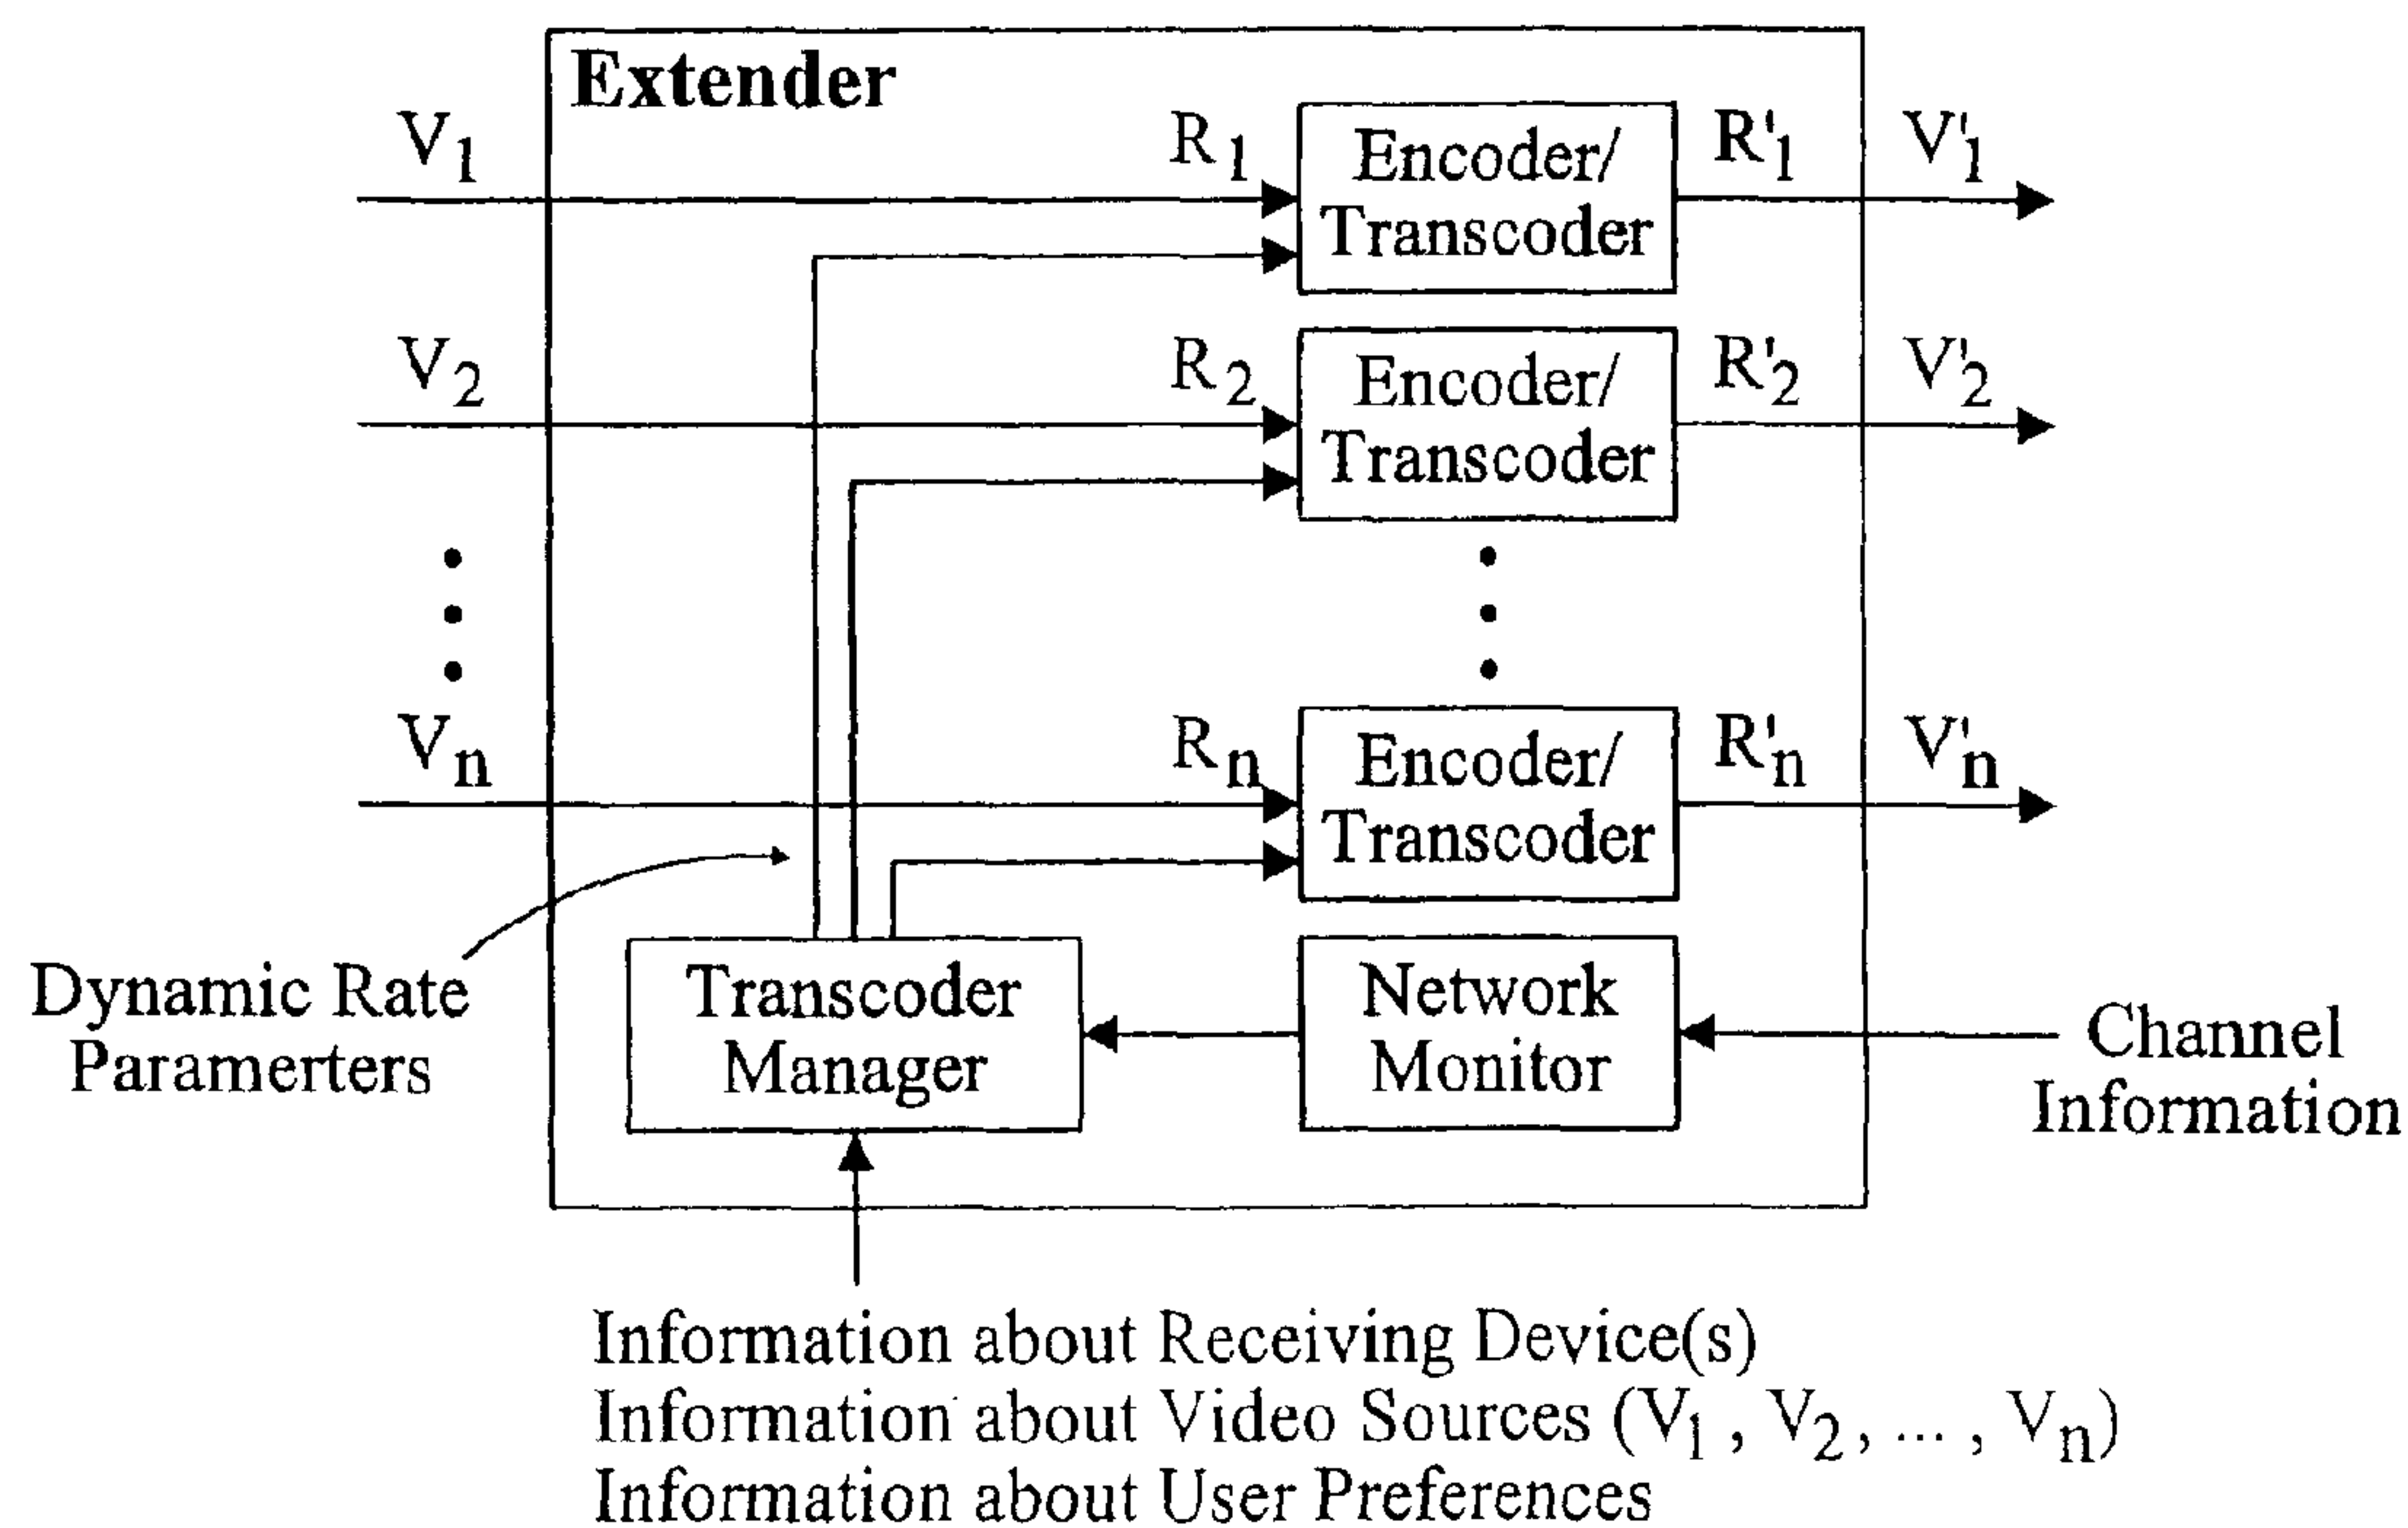 Extender
V1
R1
Encoder/
Transcoder
R'1
V'1
V2
R2
Encoder/
Transcoder
R'2
V'2
Vn
Rn
Encoder/
Transcoder
R'n
V'n
Dynamic Rate
Paramerters
Transcoder
Manager
Network
Monitor
Channel
Information
Information about Receiving Device(s)
Information about Video Sources (V1 , V2, ... , Vn)
Information about User Preferences